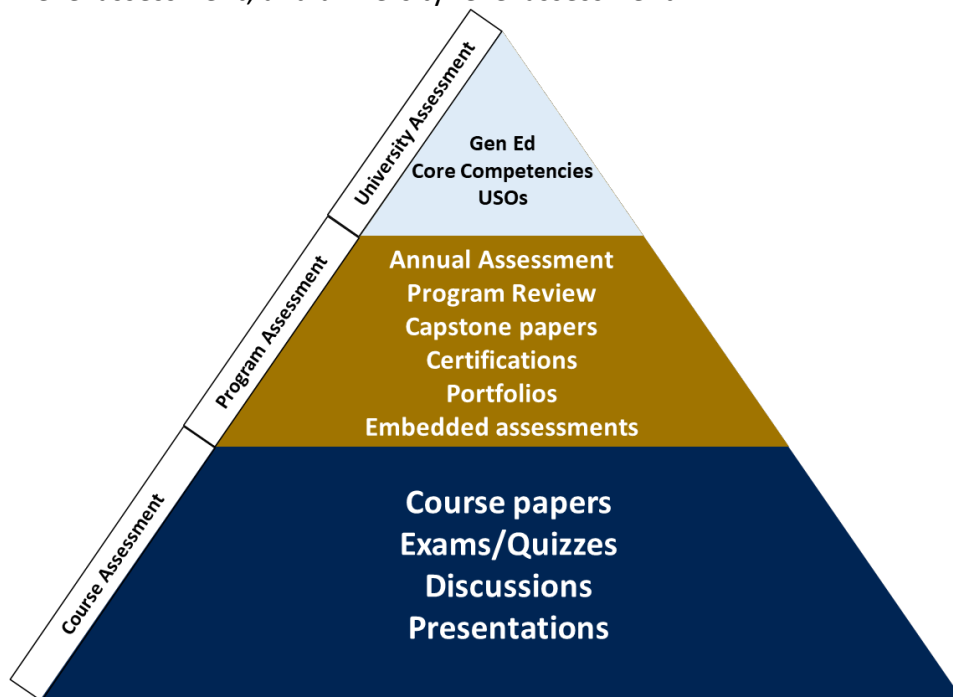 University Assessment
Gen Ed
Core Competencies
USOs
Program Assessment
Annual Assessment
Program Review
Capstone papers
Certifications
Portfolios
Embedded assessments
Course Assessment
Course papers
Exams/Quizzes
Discussions
Presentations